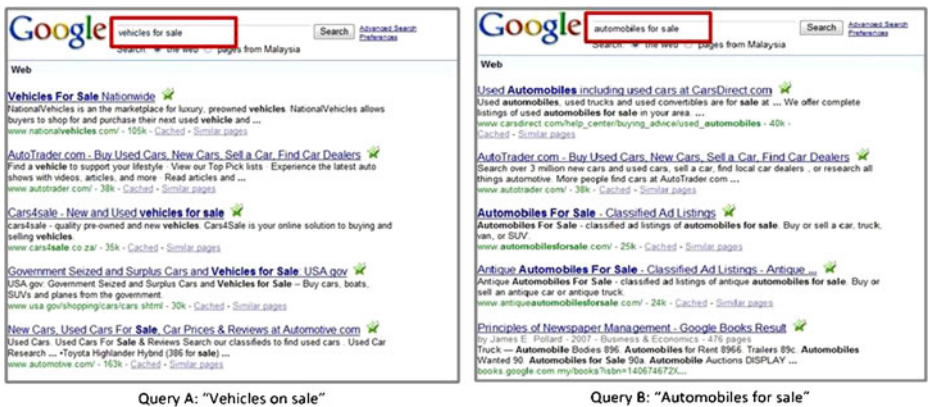 Google
vehicles for sale
Search
Advanced Search
Preferences
Search: the web pages from Malaysia
Web
Vehicles For Sale Nationwide
NationalVehicles is an the marketplace for luxury, preowned vehicles. NationalVehicles allows
buyers to shop for and purchase their next used vehicle and ...
www.nationalvehicles.com/ - 105k - Cached - Similar pages
AutoTrader.com - Buy Used Cars, New Cars, Sell a Car, Find Car Dealers
Find a vehicle to support your lifestyle · View our Top Pick lists · Experience the latest auto
shows with videos, articles, and more · Read articles and ...
www.autotrader.com/ - 38k - Cached - Similar pages
Cars4sale - New and Used vehicles for sale
cars4sale - quality pre-owned and new vehicles. Cars4Sale is your online solution to buying and
selling vehicles.
www.cars4sale.co.za/ - 35k - Cached - Similar pages
Government Seized and Surplus Cars and Vehicles for Sale: USA.gov
USA.gov: Government Seized and Surplus Cars and Vehicles for Sale – Buy cars, boats,
SUVs and planes from the government.
www.usa.gov/shopping/cars/cars.shtml - 30k - Cached - Similar pages
New Cars, Used Cars For Sale, Car Prices & Reviews at Automotive.com
Used Cars. Used Cars For Sale & Reviews Search our classifieds to find used cars . Used Car
Research ... •Toyota Highlander Hybrid (386 for sale) ...
www.automotive.com/ - 163k - Cached - Similar pages
Query A: "Vehicles on sale"
Google
automobiles for sale
Search
Advanced Search
Preferences
Search: the web pages from Malaysia
Web
Used Automobiles including used cars at CarsDirect.com
Used automobiles, used trucks and used convertibles are for sale at ... We offer complete
listings of used automobiles for sale in your area. ...
www.carsdirect.com/help_center/buying_advice/used_automobiles - 40k -
Cached - Similar pages
AutoTrader.com - Buy Used Cars, New Cars, Sell a Car, Find Car Dealers
Search over 3 million new cars and used cars, sell a car, find local car dealers , or research all
things automotive. More people find cars at AutoTrader.com ...
www.autotrader.com/ - 38k - Cached - Similar pages
Automobiles For Sale - Classified Ad Listings
Automobiles For Sale - classified ad listings of automobiles for sale. Buy or sell a car, truck,
van, or SUV.
www.automobilesforsale.com/ - 25k - Cached - Similar pages
Antique Automobiles For Sale - Classified Ad Listings - Antique ...
Antique Automobiles For Sale - classified ad listings of antique automobiles for sale. Buy or
sell an antique car or antique truck.
www.antiqueautomobilesforsale.com/ - 24k - Cached - Similar pages
Principles of Newspaper Management - Google Books Result
by James E. Pollard - 2007 - Business & Economics - 476 pages
Truck — Automobile Bodies 896. Automobiles for Rent 8966. Trailers 89c. Automobiles
Wanted 90. Automobiles for Sale 90a. Automobile Auctions DISPLAY ...
books.google.com.my/books?isbn=140674672X...
Query B: "Automobiles for sale"